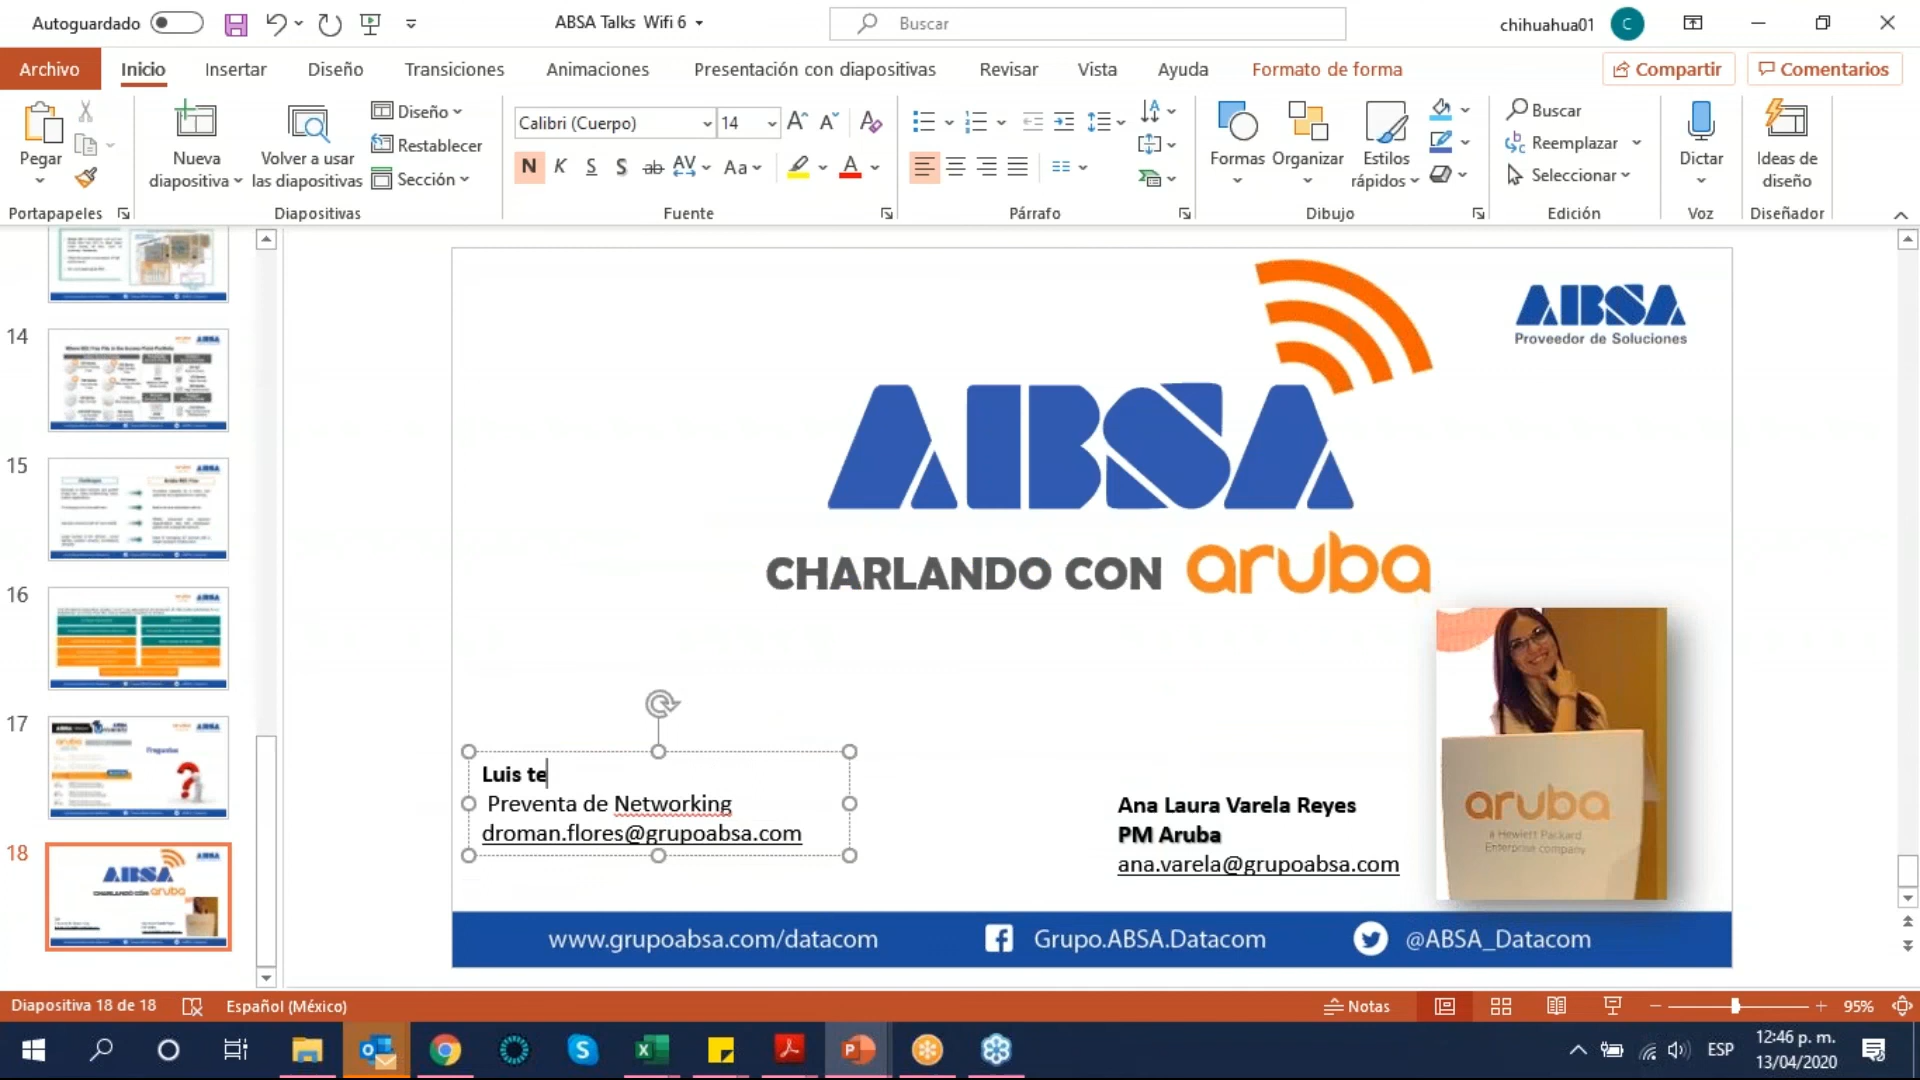 Autoguardado
ABSA Talks Wifi 6
Buscar
chihuahua01
C
Archivo
Inicio
Insertar
Diseño
Transiciones
Animaciones
Presentación con diapositivas
Revisar
Vista
Ayuda
Formato de forma
Compartir
Comentarios
Pegar
Nueva diapositiva
Volver a usar las diapositivas
Diseño
Restablecer
Sección
Calibri (Cuerpo)
14
N K S S ab AV Aa A
Formas
Organizar
Estilos rápidos
Buscar
Reemplazar
Seleccionar
Dictar
Ideas de diseño
Portapapeles
Diapositivas
Fuente
Párrafo
Dibujo
Edición
Voz
Diseñador
14
15
16
17
18
ABSA
Proveedor de Soluciones
ABSA
CHARLANDO CON aruba
Luis te
Preventa de Networking
droman.flores@grupoabsa.com
Ana Laura Varela Reyes
PM Aruba
ana.varela@grupoabsa.com
aruba
a Hewlett Packard
Enterprise company
www.grupoabsa.com/datacom
Grupo.ABSA.Datacom
@ABSA_Datacom
Diapositiva 18 de 18
Español (México)
Notas
95%
ESP
12:46 p. m.
13/04/2020